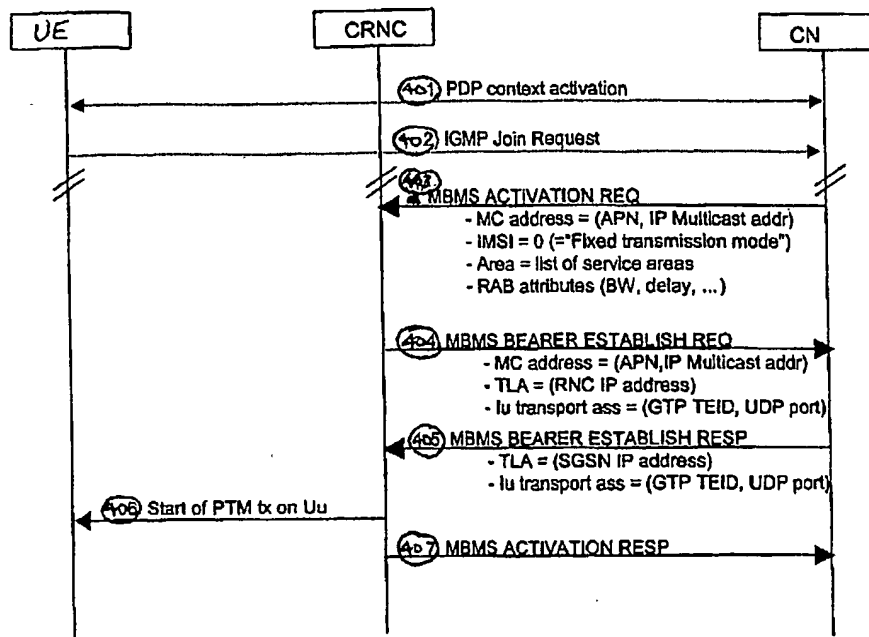 UE
CRNC
CN
401 PDP context activation
402 IGMP Join Request
403
MBMS ACTIVATION REQ
- MC address = (APN, IP Multicast addr)
- IMSI = 0 (="Fixed transmission mode")
- Area = list of service areas
- RAB attributes (BW, delay, ...)
404 MBMS BEARER ESTABLISH REQ
- MC address = (APN,IP Multicast addr)
- TLA = (RNC IP address)
- Iu transport ass = (GTP TEID, UDP port)
405 MBMS BEARER ESTABLISH RESP
- TLA = (SGSN IP address)
- Iu transport ass = (GTP TEID, UDP port)
406 Start of PTM tx on Uu
407 MBMS ACTIVATION RESP